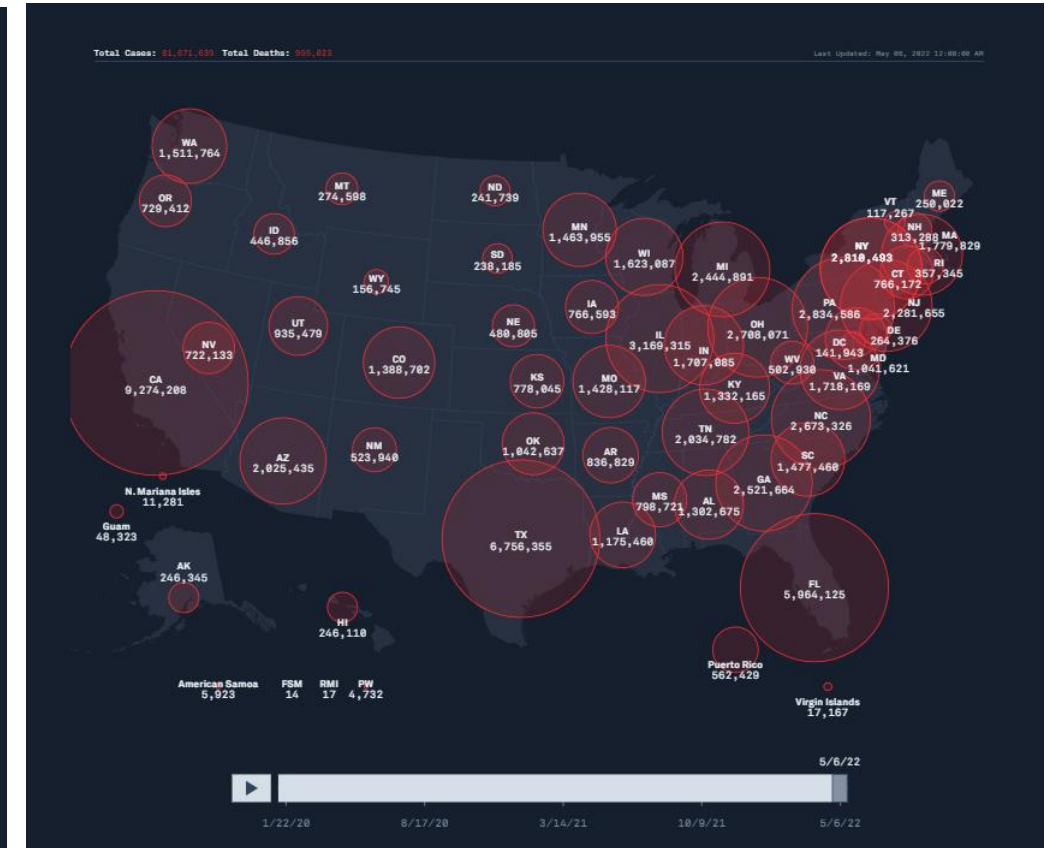 Total Cases: 81,671,639 Total Deaths: 995,023
Last Updated: May 06, 2022 12:00:00 AM
WA
1,511,764
OR
729,412
MT
274,598
ID
446,856
WY
156,745
ND
241,739
SD
238,185
MN
1,463,955
WI
1,623,087
MI
2,444,891
ME
250,022
VT
117,267
NH
313,288
MA
1,779,829
NY
2,810,493
RI
357,345
CT
766,172
NJ
2,281,655
PA
2,834,586
DE
264,376
DC
141,943
MD
1,041,621
CA
9,274,208
NV
722,133
UT
935,479
CO
1,388,702
NE
480,805
IA
766,593
IL
3,169,315
IN
1,707,085
OH
2,708,071
WV
502,930
VA
1,718,169
KS
778,045
MO
1,428,117
KY
1,332,165
NC
2,673,326
TN
2,034,782
SC
1,477,460
AZ
2,025,435
NM
523,940
OK
1,042,637
AR
836,829
GA
2,521,664
MS
798,721
AL
1,302,675
LA
1,175,460
TX
6,756,355
FL
5,964,125
N. Mariana Isles
11,281
Guam
48,323
AK
246,345
HI
246,110
Puerto Rico
562,429
Virgin Islands
17,167
American Samoa
5,923
FSM
14
RMI
17
PW
4,732
5/6/22
1/22/20
8/17/20
3/14/21
10/9/21
5/6/22